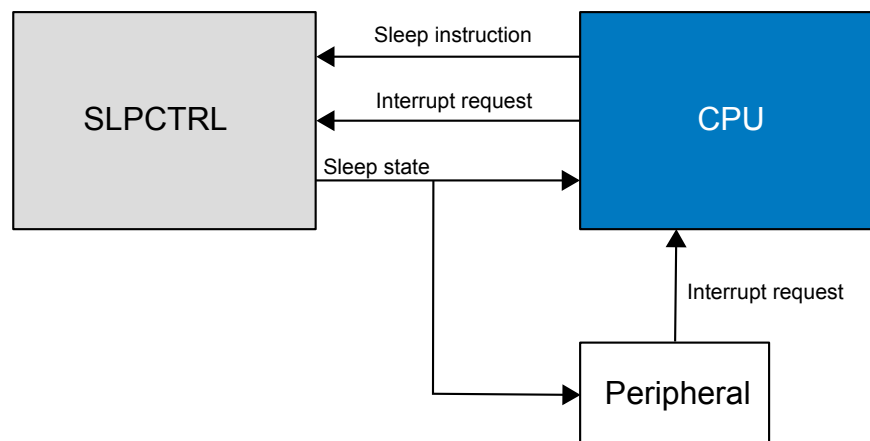 Sleep instruction
SLPCTRL
Interrupt request
CPU
Sleep state
Interrupt request
Peripheral